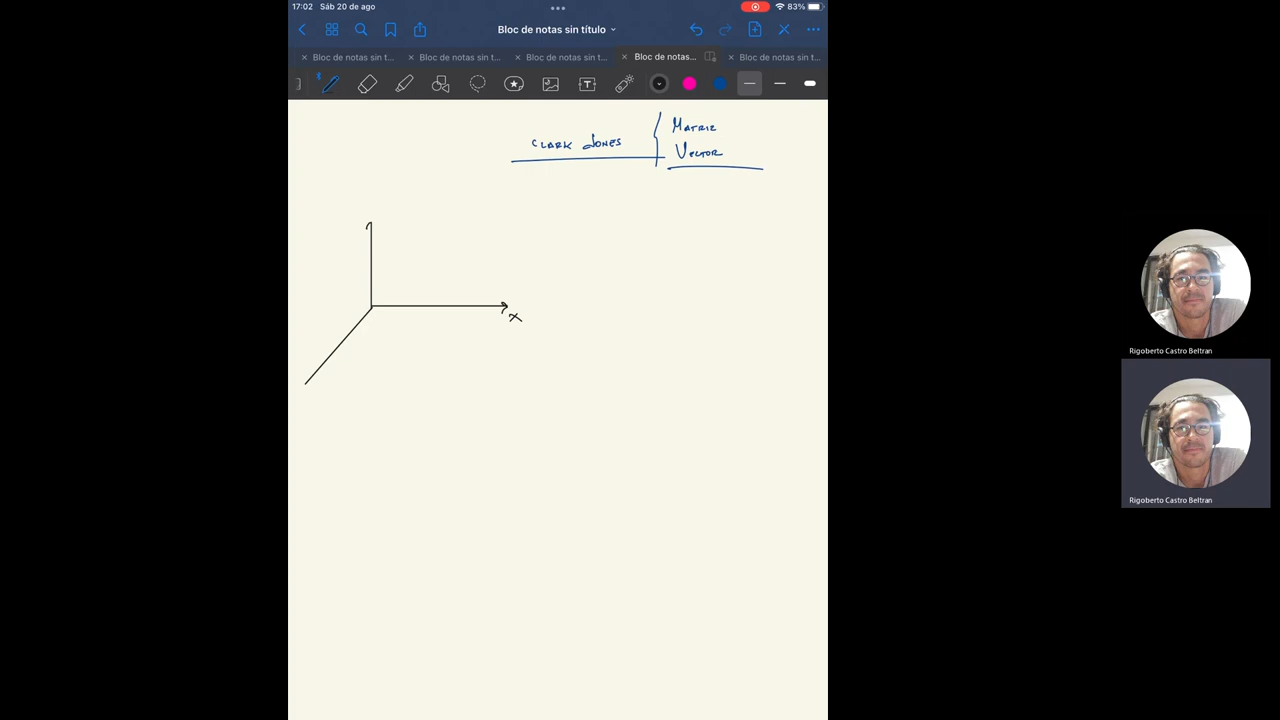 17:02 Sáb 20 de ago 83%
Bloc de notas sin título
Bloc de notas sin t... Bloc de notas sin t... Bloc de notas sin t... Bloc de notas... Bloc de notas sin tí...
T
CLARK JONES { MATRIZ
VECTOR
x
Rigoberto Castro Beltran
Rigoberto Castro Beltran